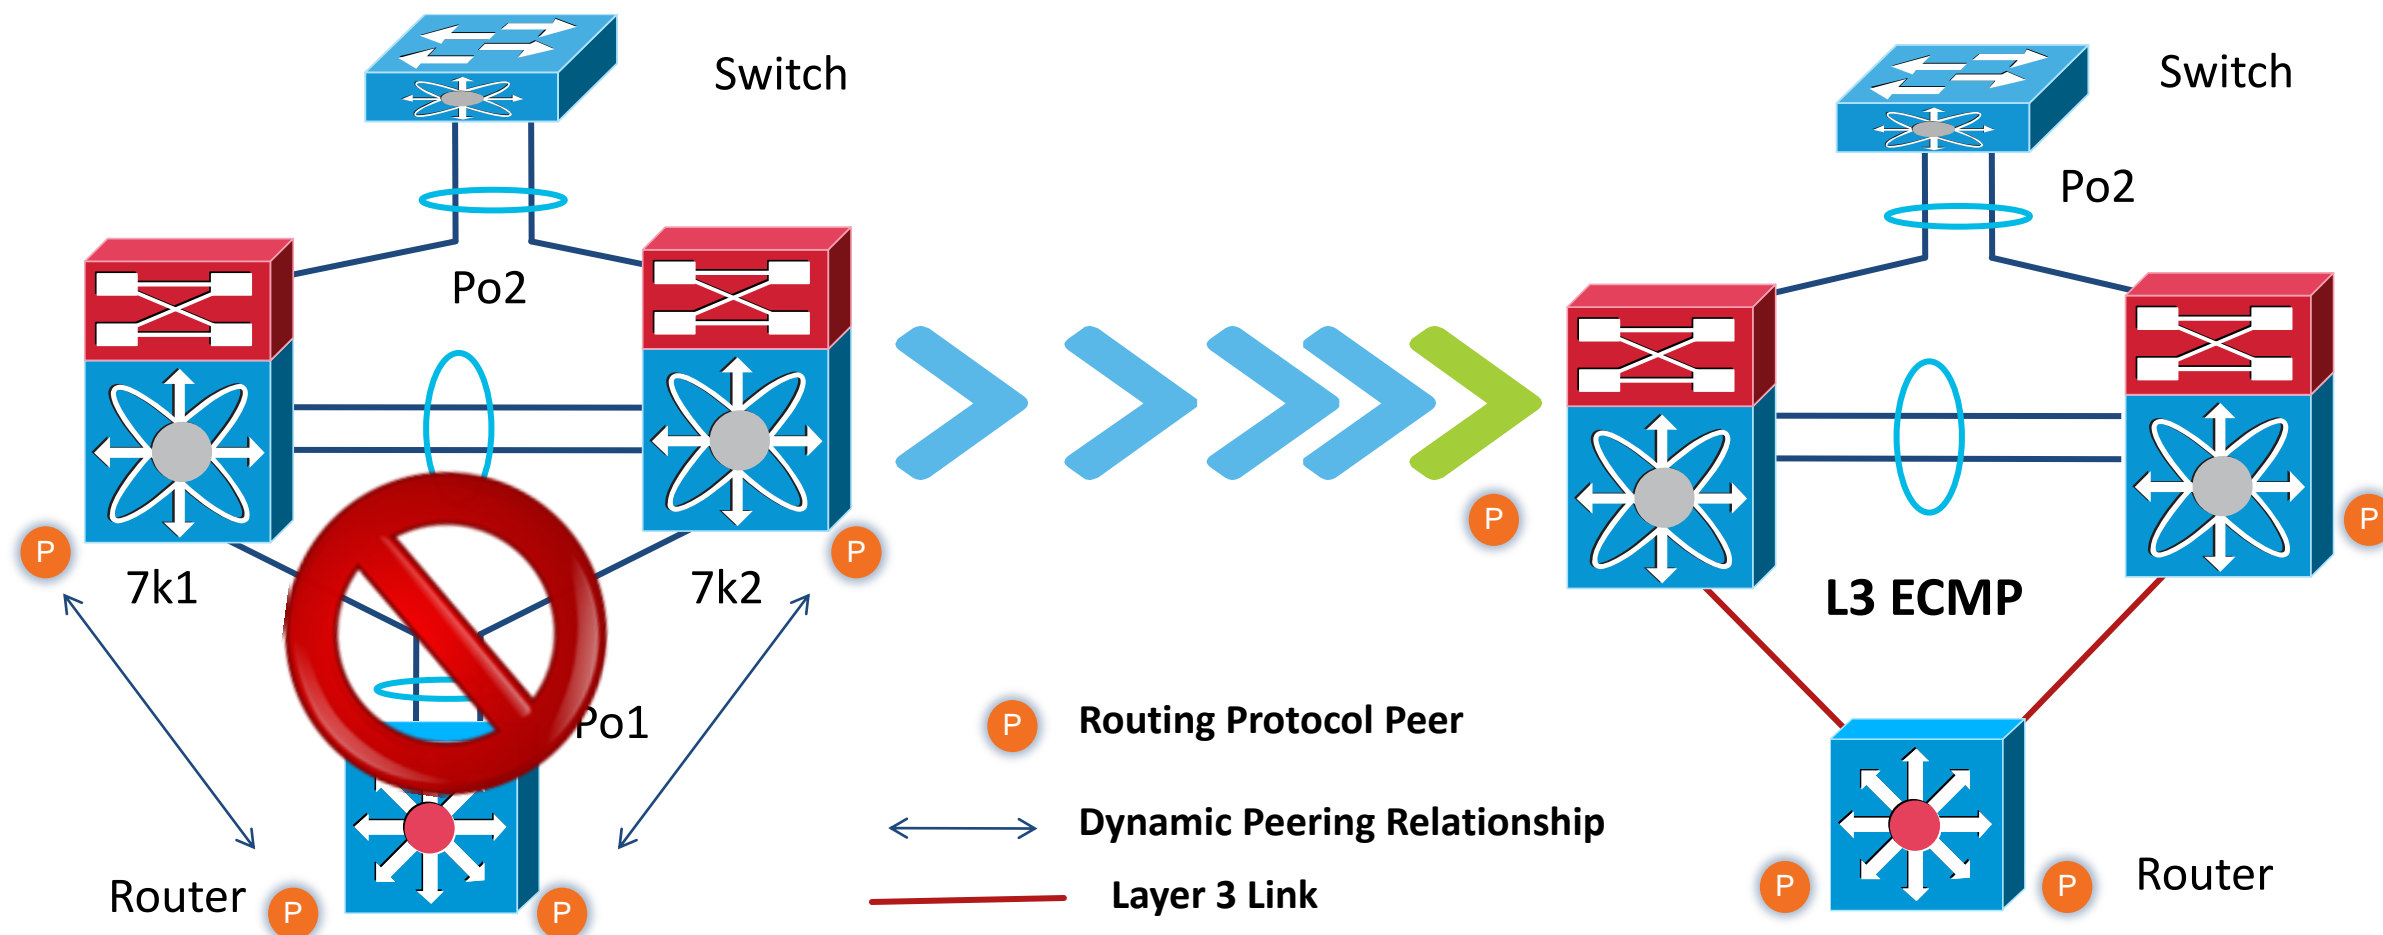 Switch
Switch
Po2
Po2
P
P
P
P
7k1
7k2
L3 ECMP
Po1
P
Routing Protocol Peer
Dynamic Peering Relationship
Router
P
P
Layer 3 Link
P
P
Router